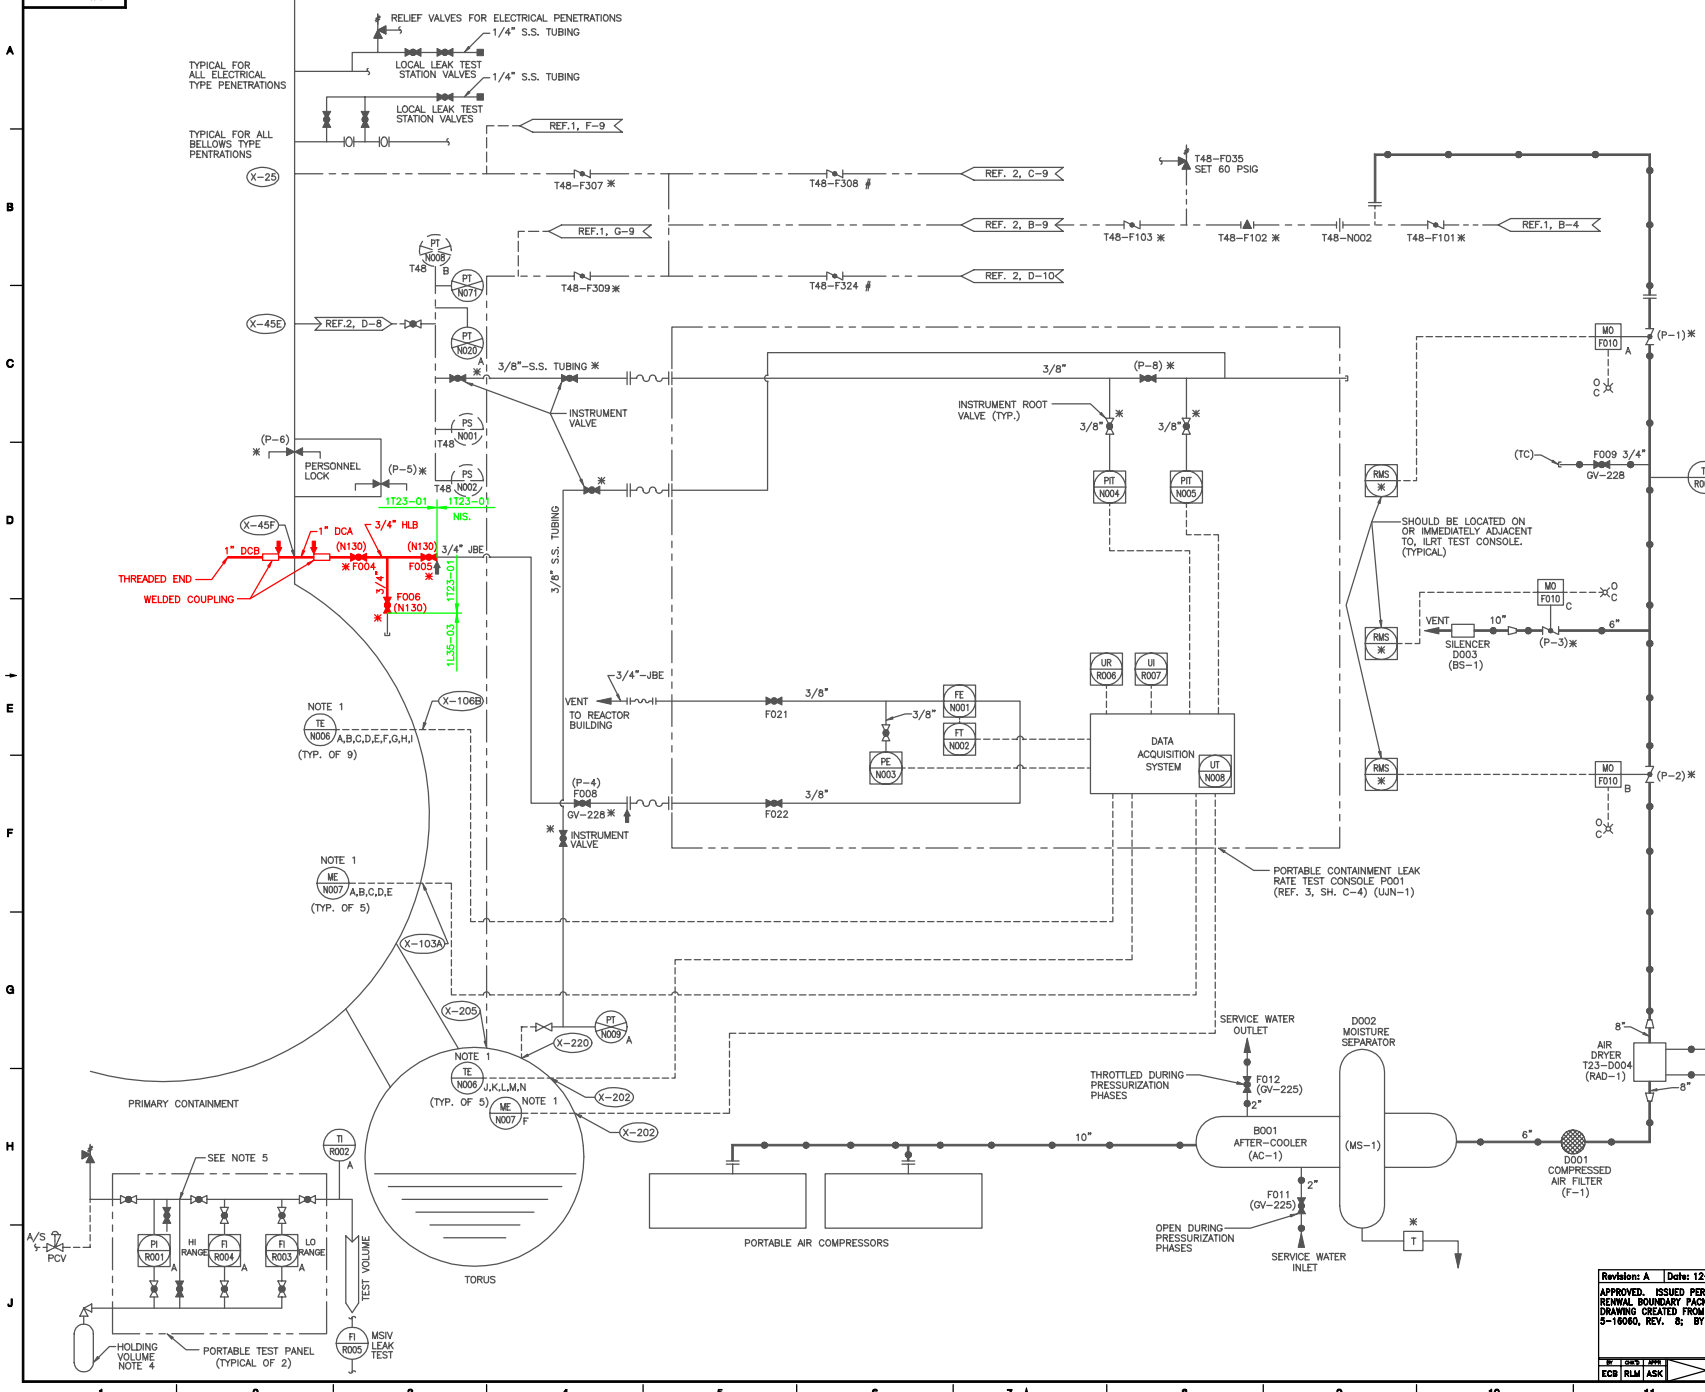 RELIEF VALVES FOR ELECTRICAL PENETRATIONS
1/4" S.S. TUBING
A
TYPICAL FOR
ALL ELECTRICAL
TYPE PENETRATIONS
LOCAL LEAK TEST
STATION VALVES
1/4" S.S. TUBING
LOCAL LEAK TEST
STATION VALVES
TYPICAL FOR ALL
BELLOWS TYPE
PENTRATIONS
REF.1, F-9
X-25
T48-F307 *
T48-F308 #
REF. 2, C-9
T48-F035
SET 60 PSIG
B
REF.1, G-9
REF. 2, B-9
T48-F103 *
T48-F102 *
T48-N002
T48-F101 *
REF.1, B-4
PT
N008
T48
B
PT
N071
T48-F309 *
T48-F324 #
REF. 2, D-10
X-45E
REF.2, D-8
PT
N020
A
*
C
3/8"-S.S. TUBING *
3/8"
(P-8) *
MO
F010
A
(P-1) *
O
C
INSTRUMENT
VALVE
INSTRUMENT ROOT
VALVE (TYP.)
3/8"
*
3/8"
*
PS
N001
T48
(P-6)
*
PERSONNEL
LOCK
(P-5) *
PS
N002
T48
*
PIT
N004
PIT
N005
RMS
*
(TC)
F009 3/4"
GV-228
D
1T23-01
1T23-01
NIS.
X-45F
1" DCA
3/4" HLB
1" DCB
(N130)
(N130)
3/4" JBE
THREADED END
WELDED COUPLING
* F004
F005
*
3/4"
F006
(N130)
*
1T23-01
1L35-03
3/8" S.S. TUBING
SHOULD BE LOCATED ON
OR IMMEDIATELY ADJACENT
TO, ILRT TEST CONSOLE.
(TYPICAL)
MO
F010
C
O
C
VENT
10"
6"
SILENCER
D003
(BS-1)
(P-3) *
RMS
*
E
3/4"-JBE
VENT
TO REACTOR
BUILDING
F021
3/8"
3/8"
FE
N001
FT
N002
PE
N003
UR
R006
UI
R007
DATA
ACQUISITION
SYSTEM
UT
N008
X-106B
NOTE 1
TE
N006
A,B,C,D,E,F,G,H,I
(TYP. OF 9)
RMS
*
MO
F010
B
(P-2) *
O
C
F
(P-4)
F008
GV-228 *
F022
3/8"
*
INSTRUMENT
VALVE
NOTE 1
ME
N007
A,B,C,D,E
(TYP. OF 5)
PORTABLE CONTAINMENT LEAK
RATE TEST CONSOLE P001
(REF. 3, SH. C-4) (UJN-1)
X-103A
G
X-205
PT
N009
A
X-220
SERVICE WATER
OUTLET
D002
MOISTURE
SEPARATOR
8"
AIR
DRYER
T23-D004
(RAD-1)
8"
NOTE 1
TE
N006
J,K,L,M,N
(TYP. OF 5)
X-202
ME
N007
NOTE 1
F
X-202
THROTTLED DURING
PRESSURIZATION
PHASES
F012
(GV-225)
2"
PRIMARY CONTAINMENT
H
10"
B001
AFTER-COOLER
(AC-1)
(MS-1)
6"
D001
COMPRESSED
AIR FILTER
(F-1)
TI
R002
A
SEE NOTE 5
2"
F011
(GV-225)
OPEN DURING
PRESSURIZATION
PHASES
SERVICE WATER
INLET
*
T
A/S
PCV
PI
R001
A
HI
RANGE
FI
R004
A
FI
R003
A
LO
RANGE
TEST VOLUME
TORUS
PORTABLE AIR COMPRESSORS
J
HOLDING
VOLUME
NOTE 4
PORTABLE TEST PANEL
(TYPICAL OF 2)
FI
R005
MSIV
LEAK
TEST
Revision: A Date: 12
APPROVED. ISSUED PER
DRAWING CREATED FROM
S-16060, REV. 8; BY
ECB RLM ASK